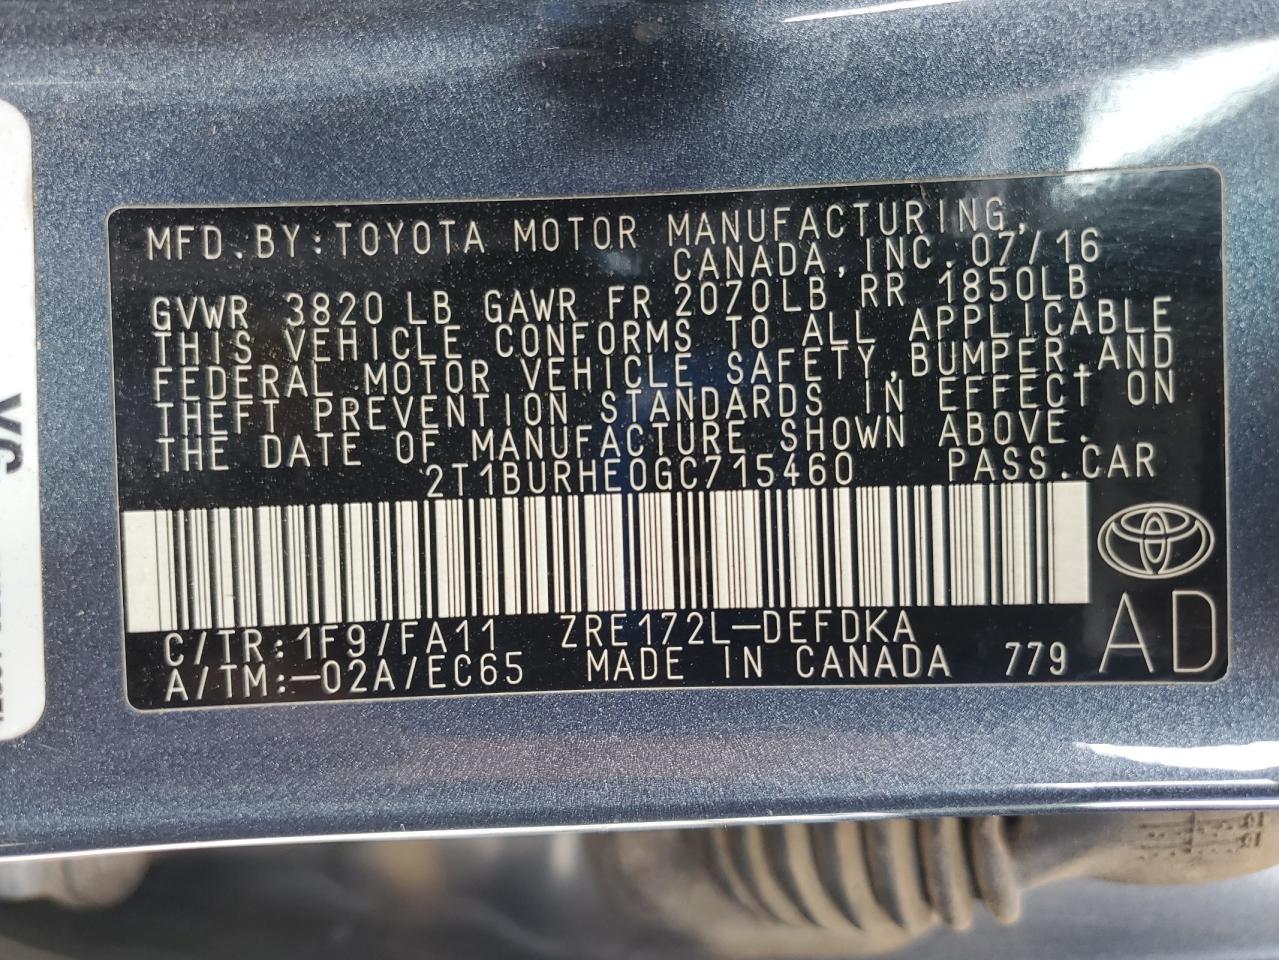 MFD.BY:TOYOTA MOTOR MANUFACTURING,
CANADA, INC. 07/16
GVWR 3820 LB GAWR FR 2070LB RR 1850LB
THIS VEHICLE CONFORMS TO ALL APPLICABLE
FEDERAL MOTOR VEHICLE SAFETY,BUMPER,AND
THEFT PREVENTION STANDARDS IN EFFECT ON
THE DATE OF MANUFACTURE SHOWN ABOVE.
2T1BURHE0GC715460 PASS.CAR
C/TR:1F9/FA11 ZRE172L-DEFDKA
A/TM:-02A/EC65 MADE IN CANADA 779 AD